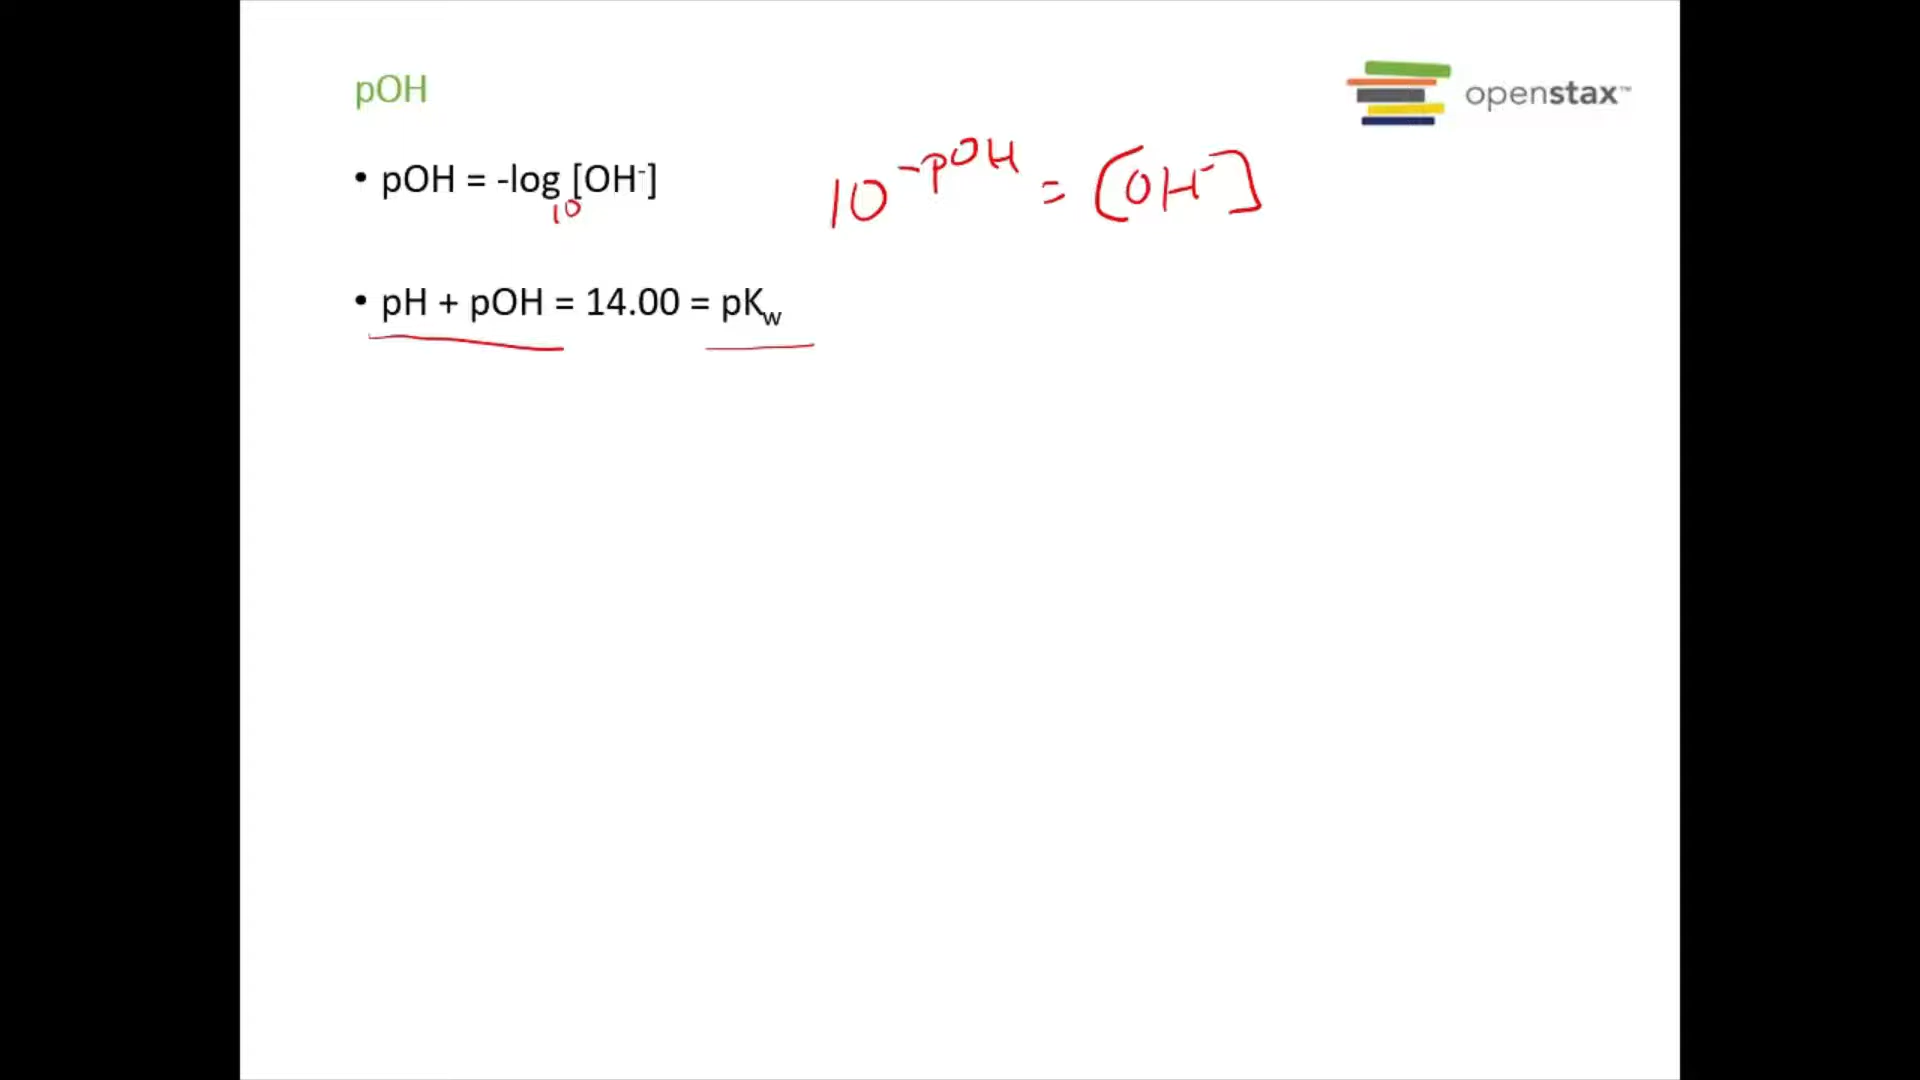 pOH
openstax™
• pOH = -log [OH⁻]
10
10^-pOH = [OH⁻]
• pH + pOH = 14.00 = pKw